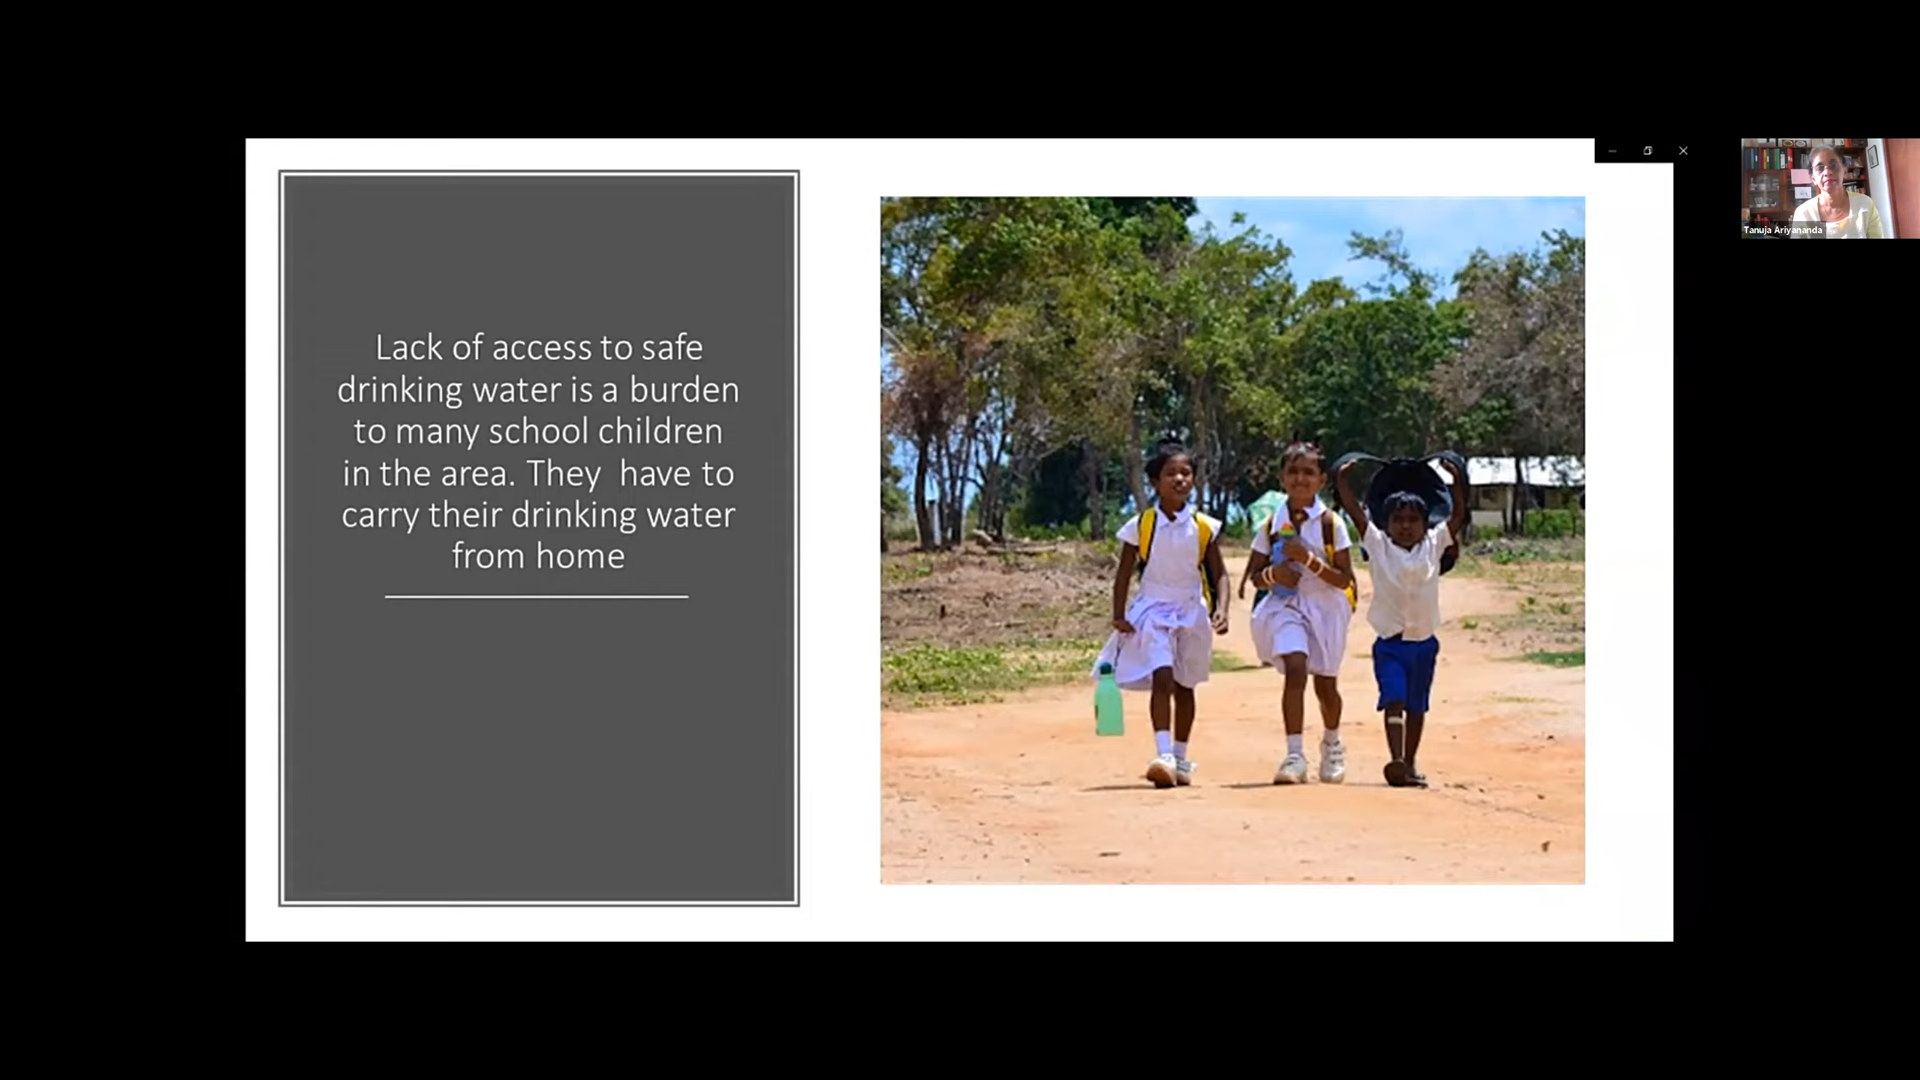 Lack of access to safe
drinking water is a burden
to many school children
in the area. They  have to
carry their drinking water
from home
Tanuja Ariyananda